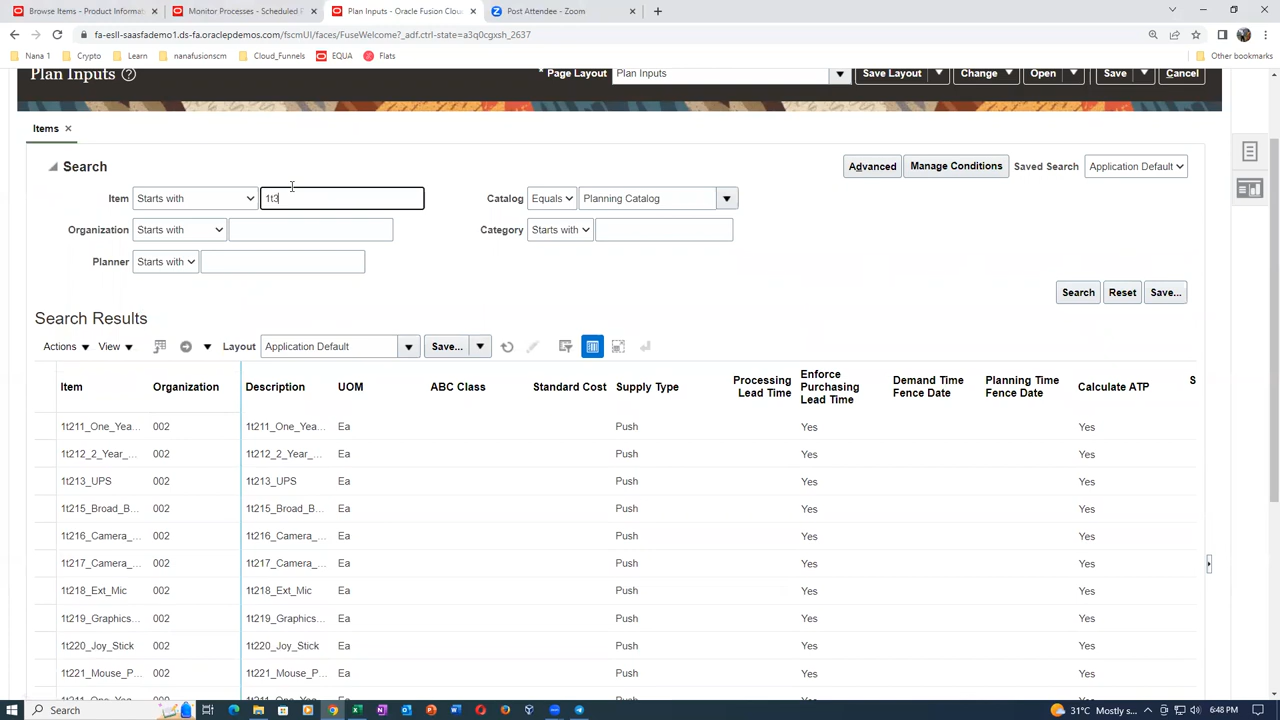 Browse Items - Product Informat
Monitor Processes - Scheduled P
Plan Inputs - Oracle Fusion Clou
Post Attendee - Zoom
fa-esll-saasfademo1.ds-fa.oraclepdemos.com/fscmUI/faces/FuseWelcome?_adf.ctrl-state=a3q0cgxsh_2637
Nana 1
Crypto
Learn
nanafusioncm
Cloud_Funnels
EQUA
Flats
Other bookmarks
Plan Inputs
* Page Layout
Plan Inputs
Save Layout
Change
Open
Save
Cancel
Items
Search
Advanced
Manage Conditions
Saved Search
Application Default
Item
Starts with
1t3
Catalog
Equals
Planning Catalog
Organization
Starts with
Category
Starts with
Planner
Starts with
Search
Reset
Save...
Search Results
Actions
View
Layout
Application Default
Save...
Item Organization Description UOM ABC Class Standard Cost Supply Type Processing Lead Time Enforce Purchasing Lead Time Demand Time Fence Date Planning Time Fence Date Calculate ATP S
1t211_One_Yea... 002 1t211_One_Yea... Ea Push Yes Yes
1t212_2_Year_... 002 1t212_2_Year_... Ea Push Yes Yes
1t213_UPS 002 1t213_UPS Ea Push Yes Yes
1t215_Broad_B... 002 1t215_Broad_B... Ea Push Yes Yes
1t216_Camera_... 002 1t216_Camera_... Ea Push Yes Yes
1t217_Camera_... 002 1t217_Camera_... Ea Push Yes Yes
1t218_Ext_Mic 002 1t218_Ext_Mic Ea Push Yes Yes
1t219_Graphics... 002 1t219_Graphics... Ea Push Yes Yes
1t220_Joy_Stick 002 1t220_Joy_Stick Ea Push Yes Yes
1t221_Mouse_P... 002 1t221_Mouse_P... Ea Push Yes Yes
Search
31°C Mostly s...
6:48 PM